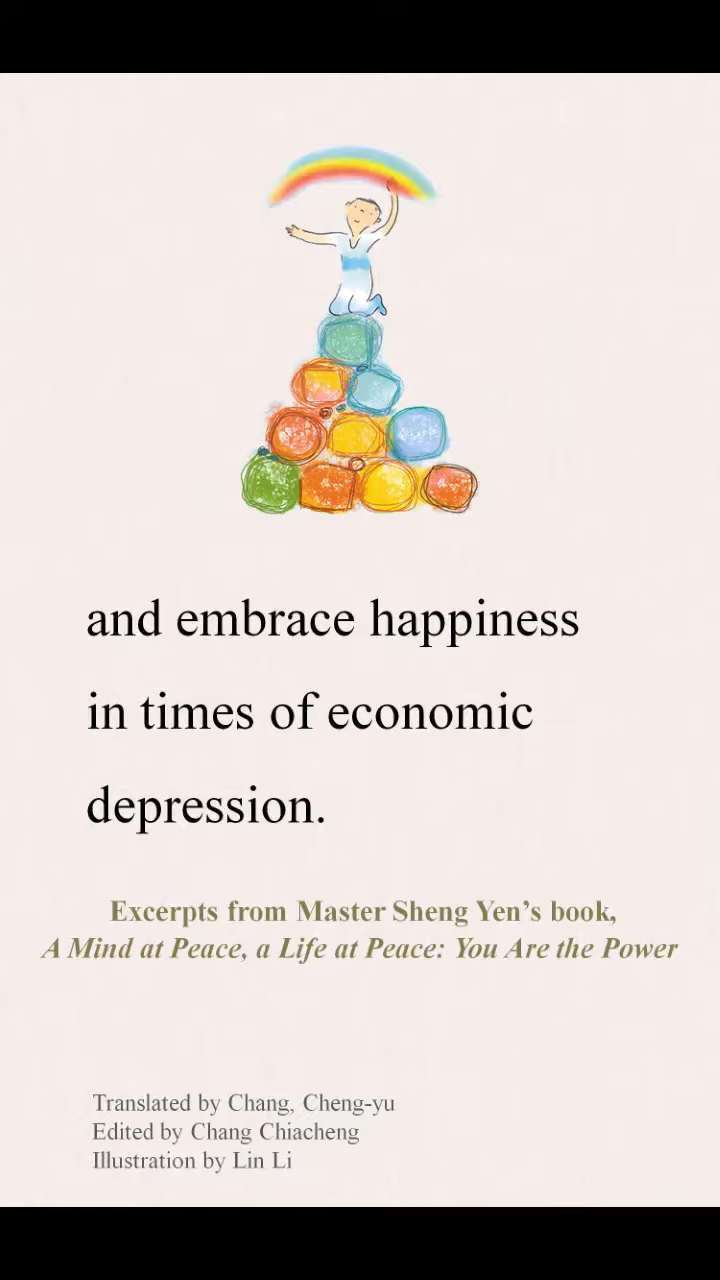 and embrace happiness
in times of economic
depression.
Excerpts from Master Sheng Yen’s book,
A Mind at Peace, a Life at Peace: You Are the Power
Translated by Chang, Cheng-yu
Edited by Chang Chiacheng
Illustration by Lin Li